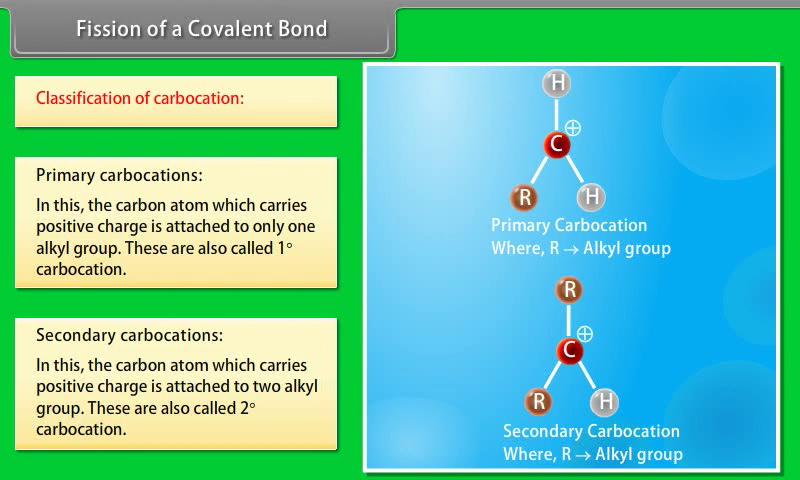 Fission of a Covalent Bond
Classification of carbocation:
Primary carbocations:
In this, the carbon atom which carries
positive charge is attached to only one
alkyl group. These are also called 1°
carbocation.
Secondary carbocations:
In this, the carbon atom which carries
positive charge is attached to two alkyl
group. These are also called 2°
carbocation.
H
⊕
C
R H
Primary Carbocation
Where, R → Alkyl group
R
⊕
C
R H
Secondary Carbocation
Where, R → Alkyl group